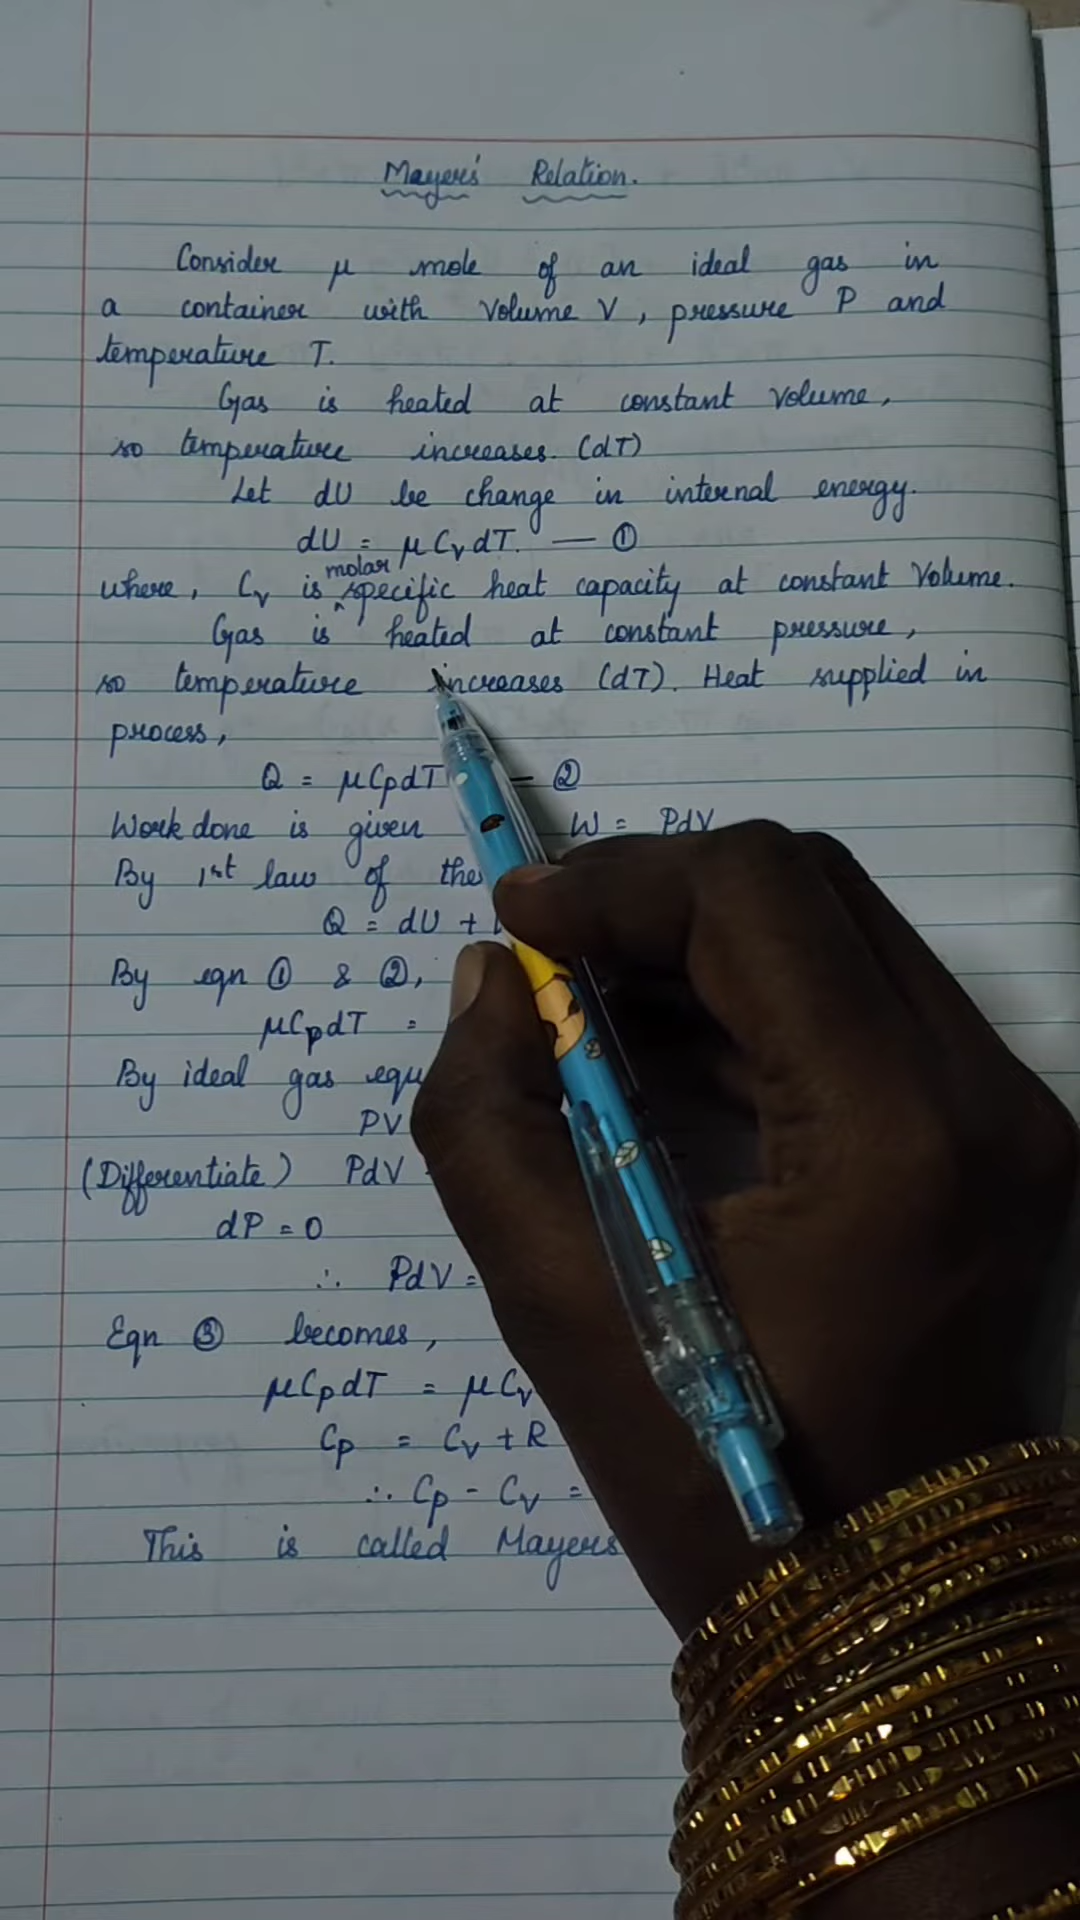 Mayer's Relation.
Consider μ mole of an ideal gas in
a container with volume V, pressure P and
temperature T.
Gas is heated at constant volume,
so temperature increases. (dT)
Let dU be change in internal energy.
dU = μCvdT. — ①
where, Cv is molar specific heat capacity at constant Volume.
Gas is heated at constant pressure,
so temperature increases (dT). Heat supplied in
process,
Q = μCpdT — ②
Work done is given W = PdV
By 1st law of the
Q = dU +
By eqn ① & ②,
μCpdT =
By ideal gas equ
PV
(Differentiate) PdV
dP = 0
∴ PdV =
Eqn ③ becomes,
μCpdT = μCv
Cp = Cv + R
∴ Cp - Cv =
This is called Mayers